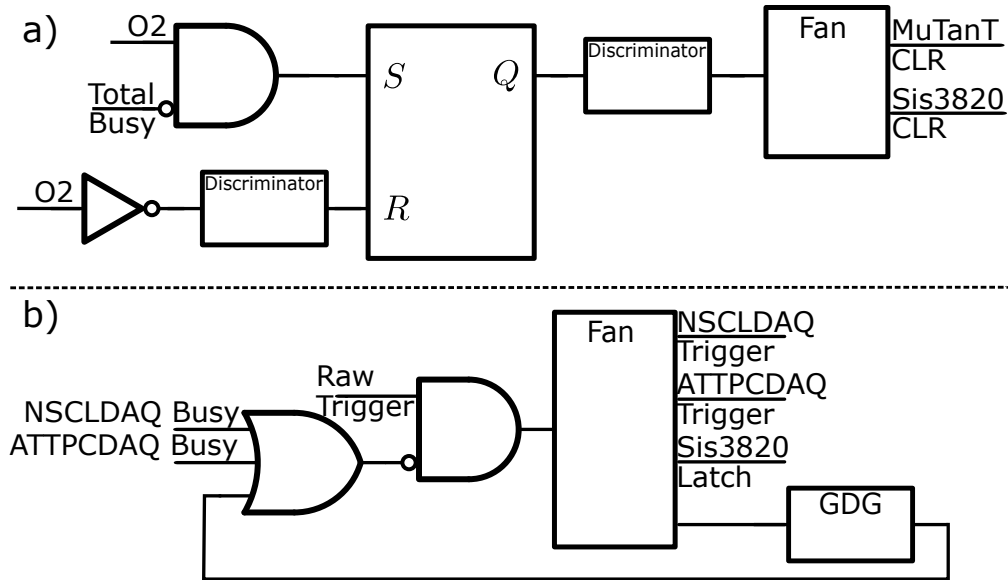 a)
O2
Total
Busy
S
Q
Discriminator
Fan
MuTanT
CLR
Sis3820
CLR
O2
Discriminator
R
b)
NSCLDAQ Busy
ATTPCDAQ Busy
Raw
Trigger
Fan
NSCLDAQ
Trigger
ATTPCDAQ
Trigger
Sis3820
Latch
GDG